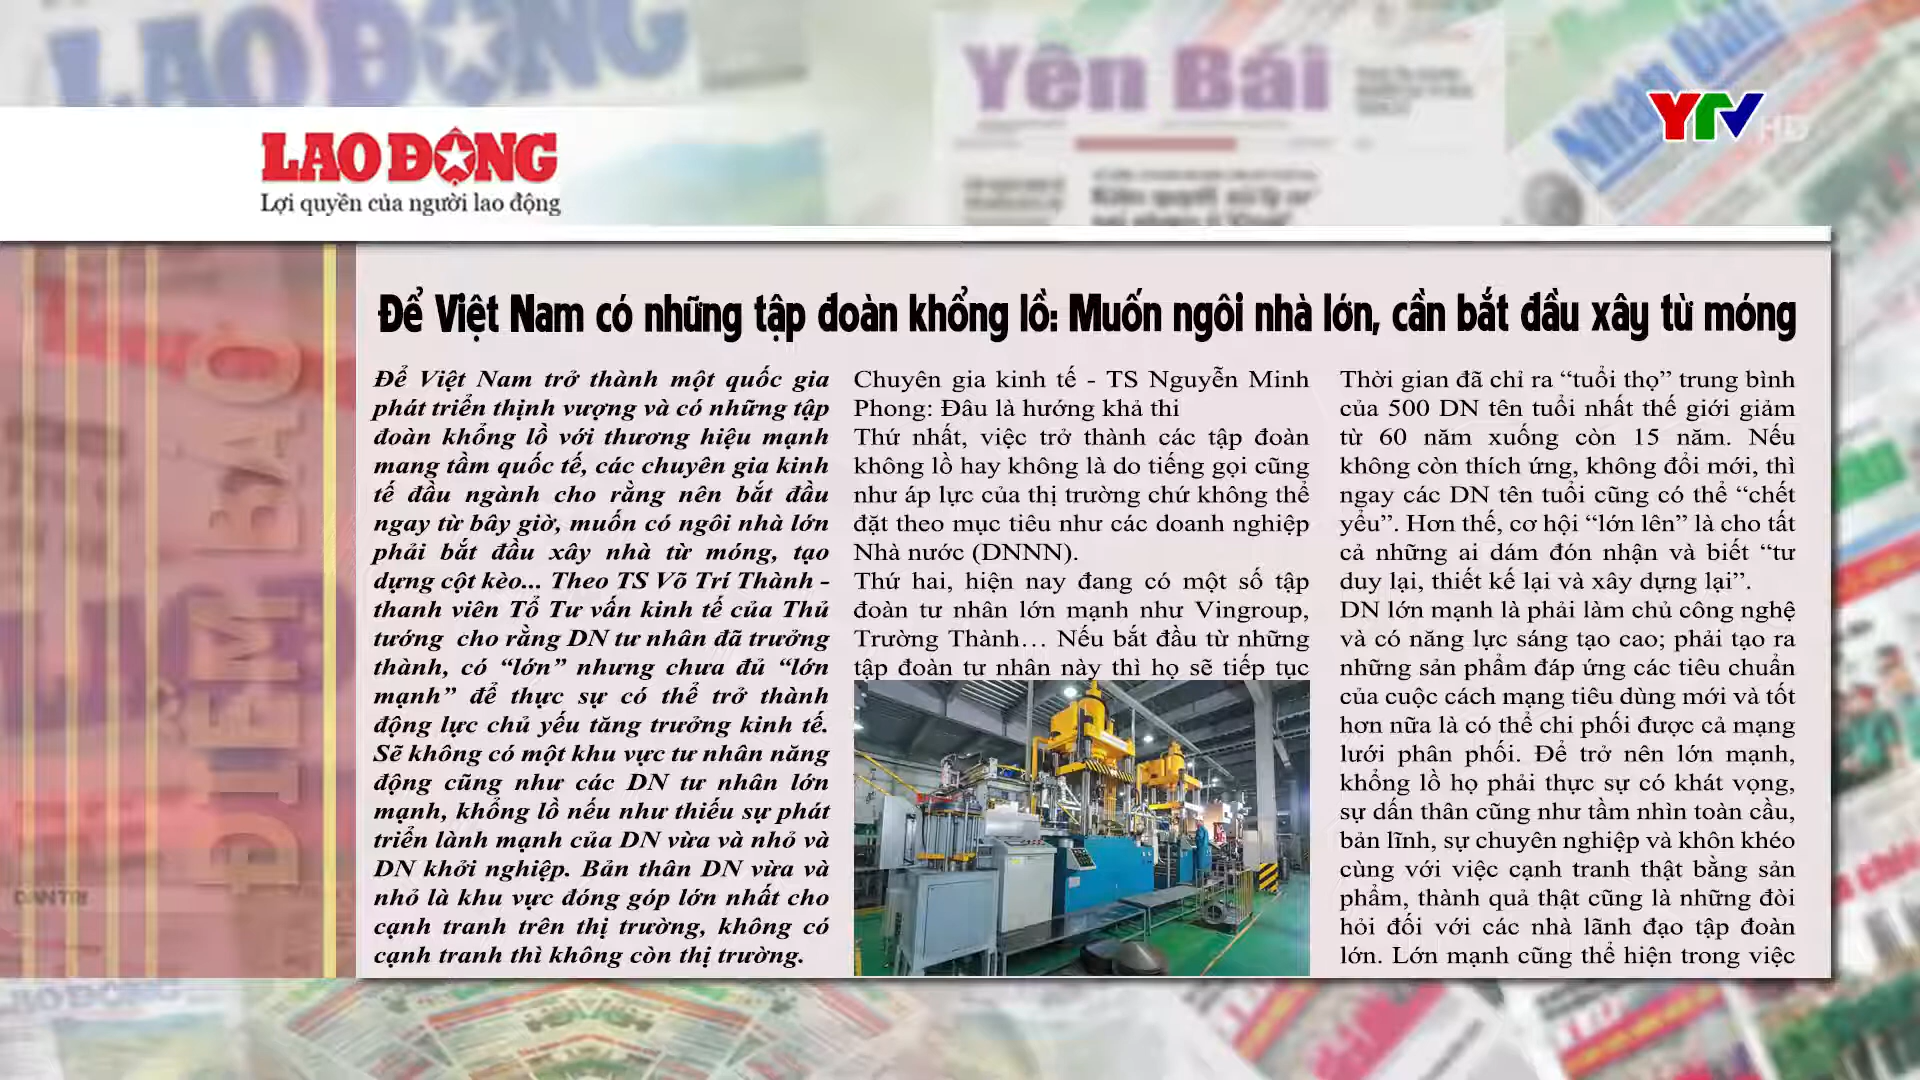 LAO ĐỘNG
Yên Bái
Nhân Dân
YTV HD
LAO ĐỘNG
Lợi quyền của người lao động
ĐIỂM BÁO
DÂN TRÍ
Để Việt Nam có những tập đoàn khổng lồ: Muốn ngôi nhà lớn, cần bắt đầu xây từ móng
Để Việt Nam trở thành một quốc gia
phát triển thịnh vượng và có những tập
đoàn khổng lồ với thương hiệu mạnh
mang tầm quốc tế, các chuyên gia kinh
tế đầu ngành cho rằng nên bắt đầu
ngay từ bây giờ, muốn có ngôi nhà lớn
phải bắt đầu xây nhà từ móng, tạo
dựng cột kèo... Theo TS Võ Trí Thành -
thanh viên Tổ Tư vấn kinh tế của Thủ
tướng cho rằng DN tư nhân đã trưởng
thành, có “lớn” nhưng chưa đủ “lớn
mạnh” để thực sự có thể trở thành
động lực chủ yếu tăng trưởng kinh tế.
Sẽ không có một khu vực tư nhân năng
động cũng như các DN tư nhân lớn
mạnh, khổng lồ nếu như thiếu sự phát
triển lành mạnh của DN vừa và nhỏ và
DN khởi nghiệp. Bản thân DN vừa và
nhỏ là khu vực đóng góp lớn nhất cho
cạnh tranh trên thị trường, không có
cạnh tranh thì không còn thị trường.
Chuyên gia kinh tế - TS Nguyễn Minh
Phong: Đâu là hướng khả thi
Thứ nhất, việc trở thành các tập đoàn
không lồ hay không là do tiếng gọi cũng
như áp lực của thị trường chứ không thể
đặt theo mục tiêu như các doanh nghiệp
Nhà nước (DNNN).
Thứ hai, hiện nay đang có một số tập
đoàn tư nhân lớn mạnh như Vingroup,
Trường Thành… Nếu bắt đầu từ những
tập đoàn tư nhân này thì họ sẽ tiếp tục
Thời gian đã chỉ ra “tuổi thọ” trung bình
của 500 DN tên tuổi nhất thế giới giảm
từ 60 năm xuống còn 15 năm. Nếu
không còn thích ứng, không đổi mới, thì
ngay các DN tên tuổi cũng có thể “chết
yểu”. Hơn thế, cơ hội “lớn lên” là cho tất
cả những ai dám đón nhận và biết “tư
duy lại, thiết kế lại và xây dựng lại”.
DN lớn mạnh là phải làm chủ công nghệ
và có năng lực sáng tạo cao; phải tạo ra
những sản phẩm đáp ứng các tiêu chuẩn
của cuộc cách mạng tiêu dùng mới và tốt
hơn nữa là có thể chi phối được cả mạng
lưới phân phối. Để trở nên lớn mạnh,
khổng lồ họ phải thực sự có khát vọng,
sự dấn thân cũng như tầm nhìn toàn cầu,
bản lĩnh, sự chuyên nghiệp và khôn khéo
cùng với việc cạnh tranh thật bằng sản
phẩm, thành quả thật cũng là những đòi
hỏi đối với các nhà lãnh đạo tập đoàn
lớn. Lớn mạnh cũng thể hiện trong việc
LAO ĐỘNG